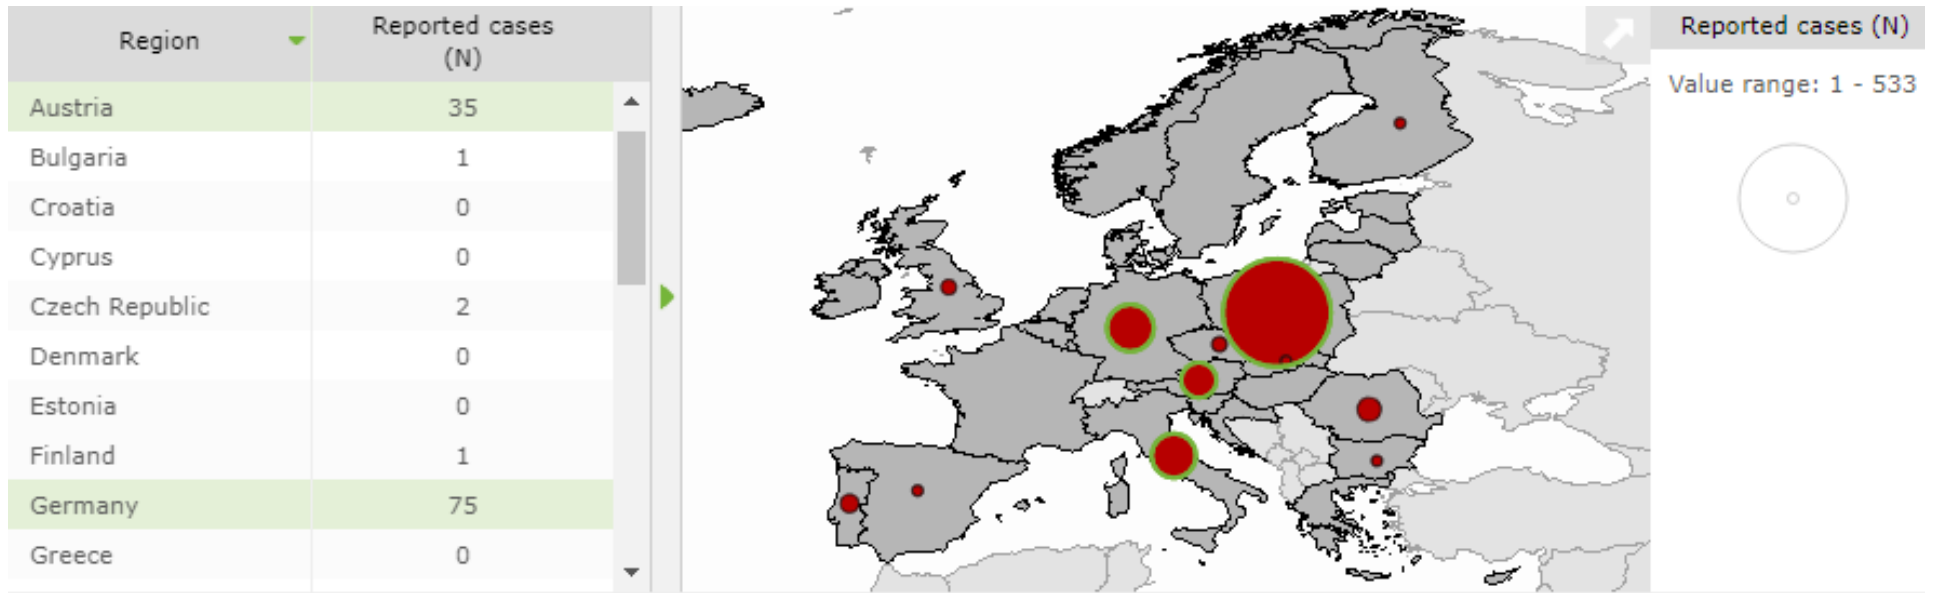 Region Reported cases
(N)
Austria 35
Bulgaria 1
Croatia 0
Cyprus 0
Czech Republic 2
Denmark 0
Estonia 0
Finland 1
Germany 75
Greece 0
Reported cases (N)
Value range: 1 - 533